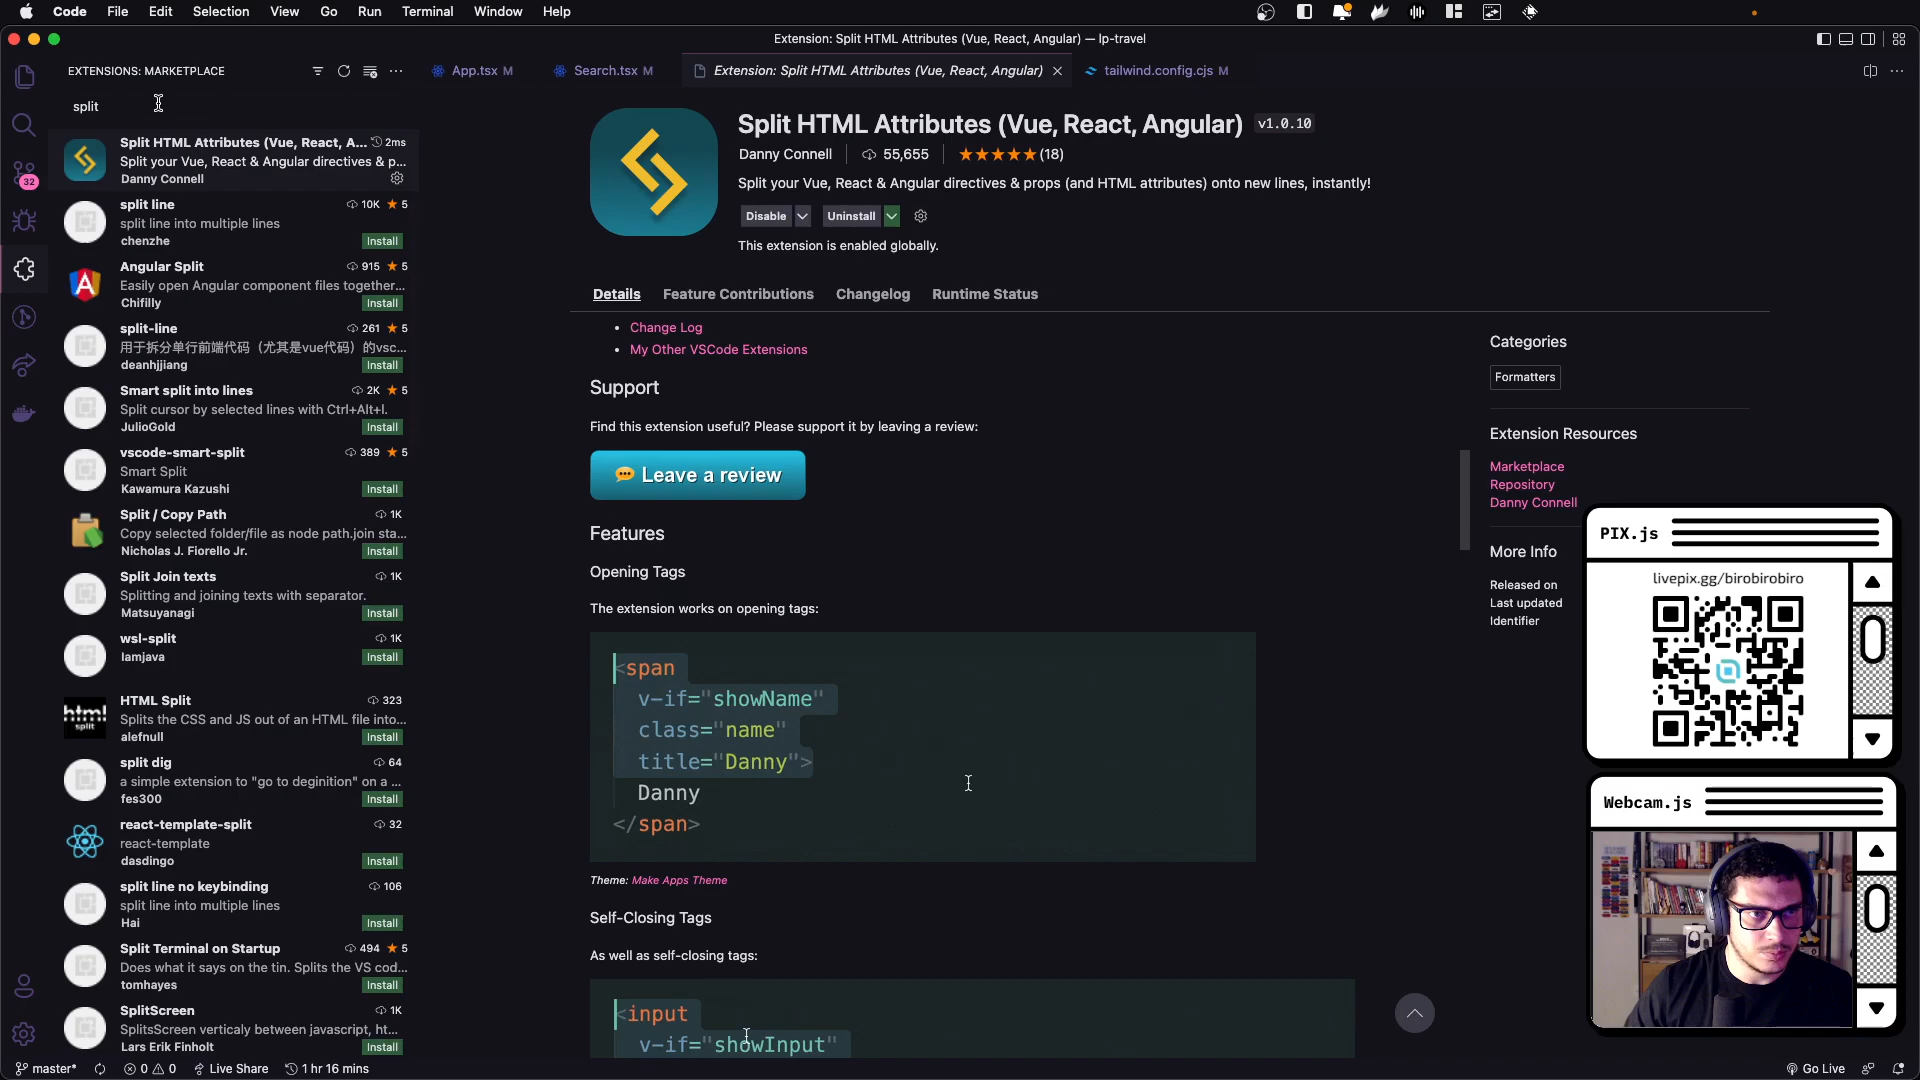 Code File Edit Selection View Go Run Terminal Window Help
Extension: Split HTML Attributes (Vue, React, Angular) — lp-travel
EXTENSIONS: MARKETPLACE
App.tsx M
Search.tsx M
Extension: Split HTML Attributes (Vue, React, Angular)
tailwind.config.cjs M
split
Split HTML Attributes (Vue, React, A... 2ms
Split your Vue, React & Angular directives & p...
Danny Connell
split line 10K 5
split line into multiple lines
chenzhe Install
Angular Split 915 5
Easily open Angular component files together...
Chifilly Install
split-line 261 5
用于拆分单行前端代码（尤其是vue代码）的vsc...
deanhjjiang Install
Smart split into lines 2K 5
Split cursor by selected lines with Ctrl+Alt+l.
JulioGold Install
vscode-smart-split 389 5
Smart Split
Kawamura Kazushi Install
Split / Copy Path 1K
Copy selected folder/file as node path.join sta...
Nicholas J. Fiorello Jr. Install
Split Join texts 1K
Splitting and joining texts with separator.
Matsuyanagi Install
wsl-split 1K
Iamjava Install
HTML Split 323
Splits the CSS and JS out of an HTML file into...
alefnull Install
html
split
split dig 64
a simple extension to "go to deginition" on a ...
fes300 Install
react-template-split 32
react-template
dasdingo Install
split line no keybinding 106
split line into multiple lines
Hai Install
Split Terminal on Startup 494 5
Does what it says on the tin. Splits the VS cod...
tomhayes Install
SplitScreen 1K
SplitsScreen verticaly between javascript, ht...
Lars Erik Finholt Install
32
Split HTML Attributes (Vue, React, Angular) v1.0.10
Danny Connell 55,655 (18)
Split your Vue, React & Angular directives & props (and HTML attributes) onto new lines, instantly!
Disable Uninstall
This extension is enabled globally.
Details Feature Contributions Changelog Runtime Status
Change Log
My Other VSCode Extensions
Support
Find this extension useful? Please support it by leaving a review:
Leave a review
Features
Opening Tags
The extension works on opening tags:
<span
v-if="showName"
class="name"
title="Danny">
Danny
</span>
Theme: Make Apps Theme
Self-Closing Tags
As well as self-closing tags:
<input
v-if="showInput"
Categories
Formatters
Extension Resources
Marketplace
Repository
Danny Connell
More Info
Released on
Last updated
Identifier
PIX.js
livepix.gg/birobirobiro
Webcam.js
master* 0 0 Live Share 1 hr 16 mins Go Live